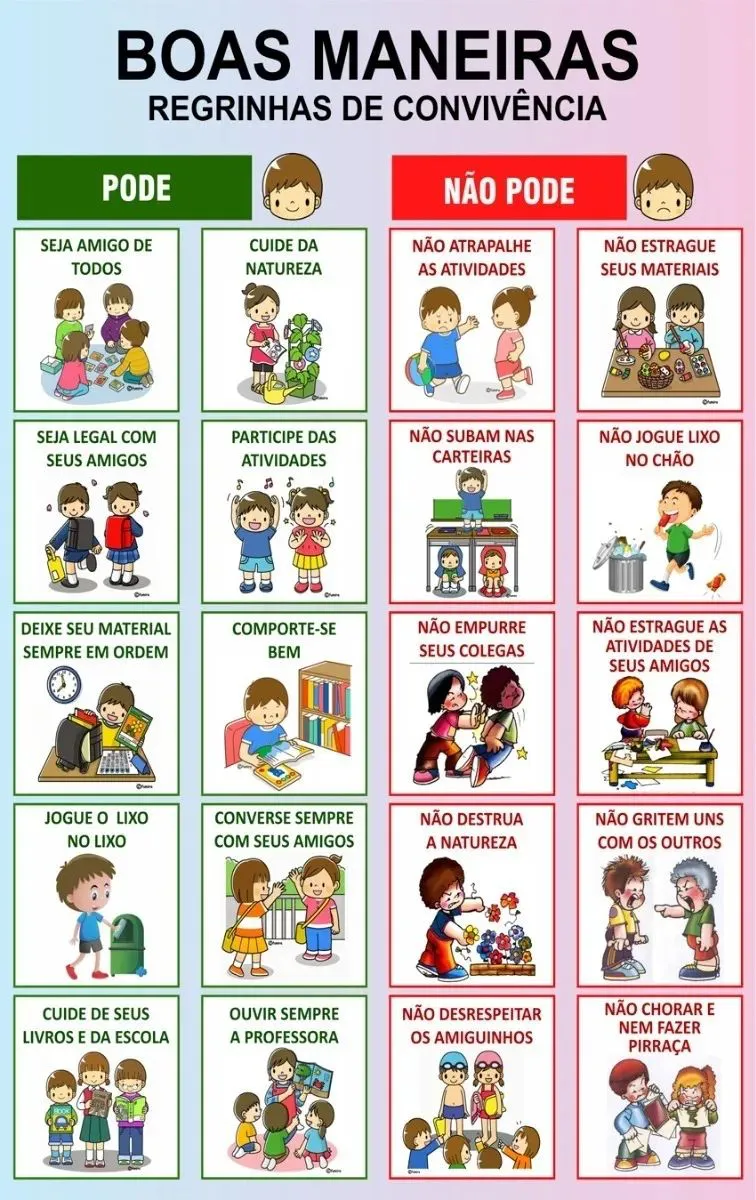 BOAS MANEIRAS
REGRINHAS DE CONVIVÊNCIA
PODE
SEJA AMIGO DE
TODOS
CUIDE DA
NATUREZA
SEJA LEGAL COM
SEUS AMIGOS
PARTICIPE DAS
ATIVIDADES
DEIXE SEU MATERIAL
SEMPRE EM ORDEM
COMPORTE-SE
BEM
JOGUE O LIXO
NO LIXO
CONVERSE SEMPRE
COM SEUS AMIGOS
CUIDE DE SEUS
LIVROS E DA ESCOLA
BOOK
OUVIR SEMPRE
A PROFESSORA
NÃO PODE
NÃO ATRAPALHE
AS ATIVIDADES
NÃO ESTRAGUE
SEUS MATERIAIS
NÃO SUBAM NAS
CARTEIRAS
NÃO JOGUE LIXO
NO CHÃO
NÃO EMPURRE
SEUS COLEGAS
NÃO ESTRAGUE AS
ATIVIDADES DE
SEUS AMIGOS
NÃO DESTRUA
A NATUREZA
NÃO GRITEM UNS
COM OS OUTROS
NÃO DESRESPEITAR
OS AMIGUINHOS
NÃO CHORAR E
NEM FAZER
PIRRAÇA